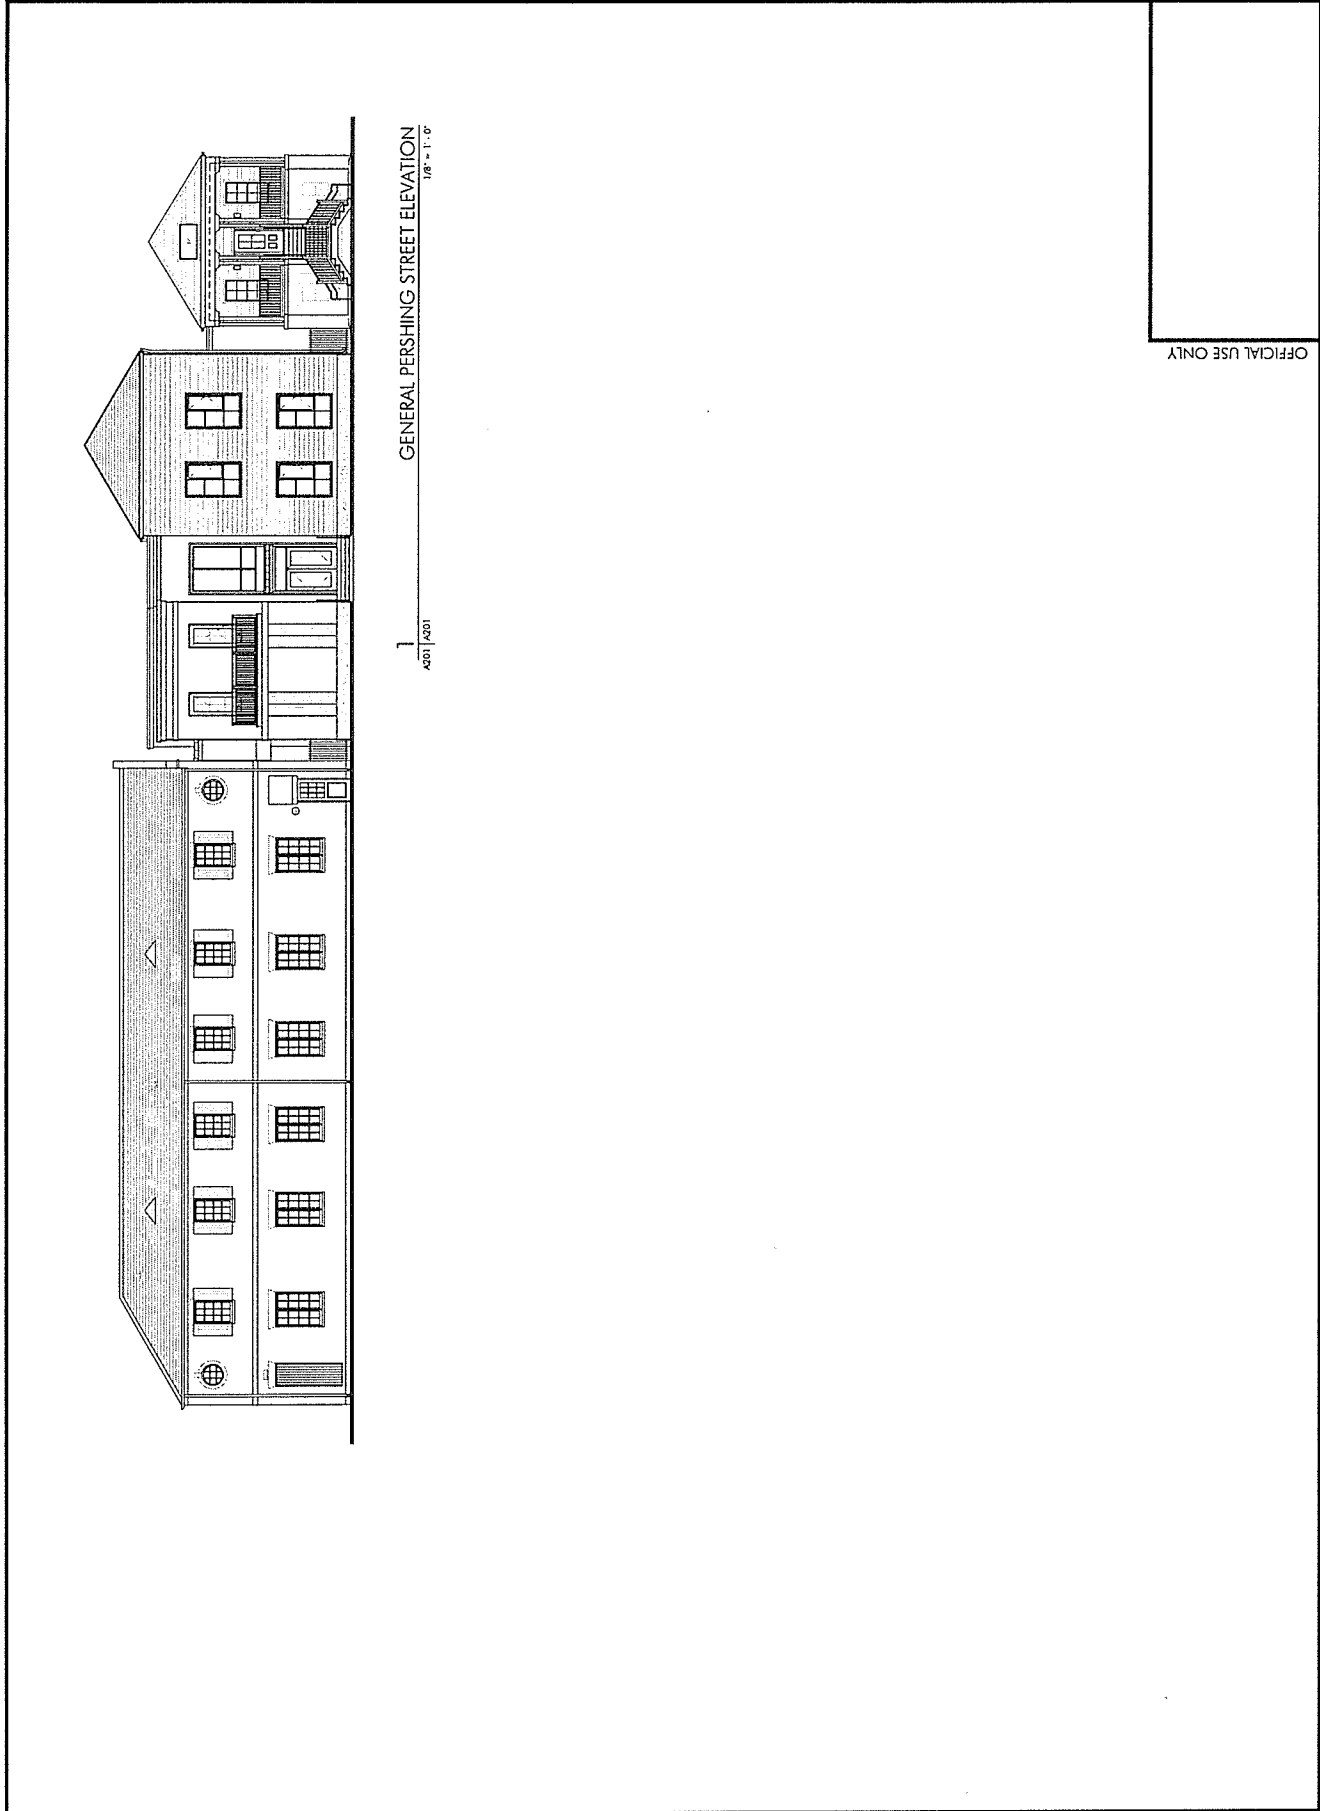 1
A201 A201
GENERAL PERSHING STREET ELEVATION
1/8" = 1'-0"
OFFICIAL USE ONLY